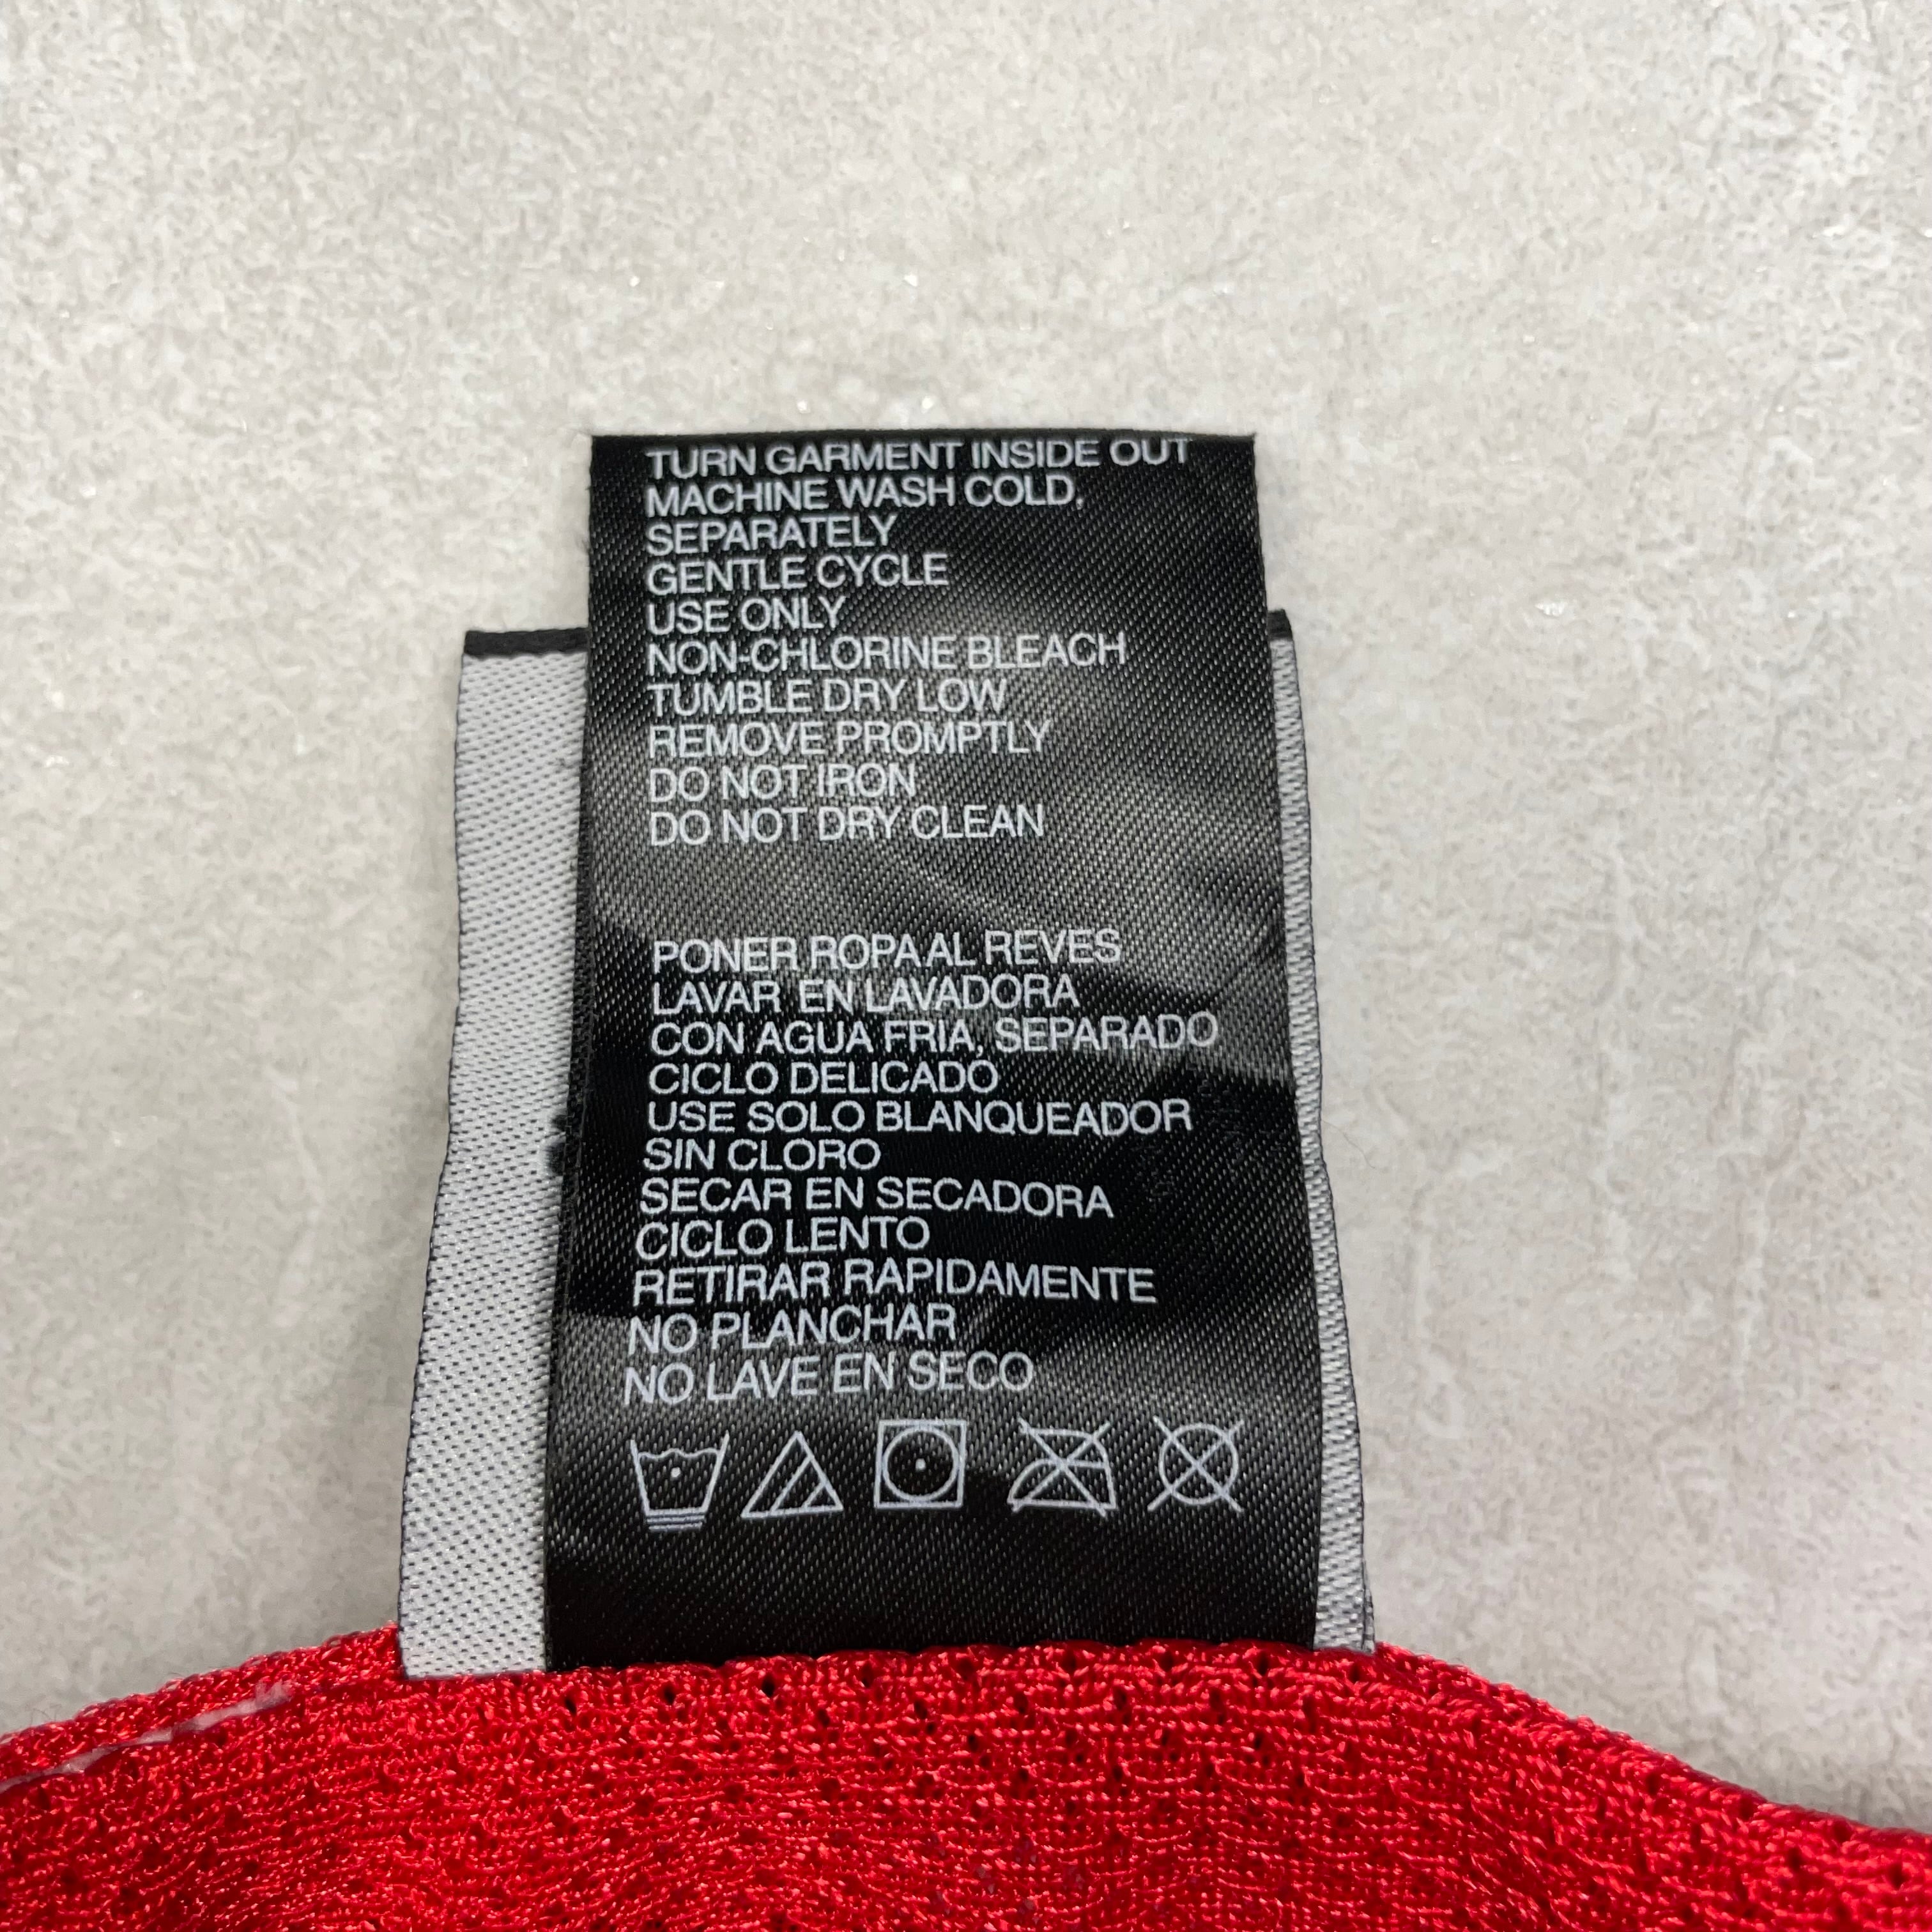 TURN GARMENT INSIDE OUT
MACHINE WASH COLD,
SEPARATELY
GENTLE CYCLE
USE ONLY
NON-CHLORINE BLEACH
TUMBLE DRY LOW
REMOVE PROMPTLY
DO NOT IRON
DO NOT DRY CLEAN
PONER ROPA AL REVES
LAVAR EN LAVADORA
CON AGUA FRIA, SEPARADO
CICLO DELICADO
USE SOLO BLANQUEADOR
SIN CLORO
SECAR EN SECADORA
CICLO LENTO
RETIRAR RAPIDAMENTE
NO PLANCHAR
NO LAVE EN SECO